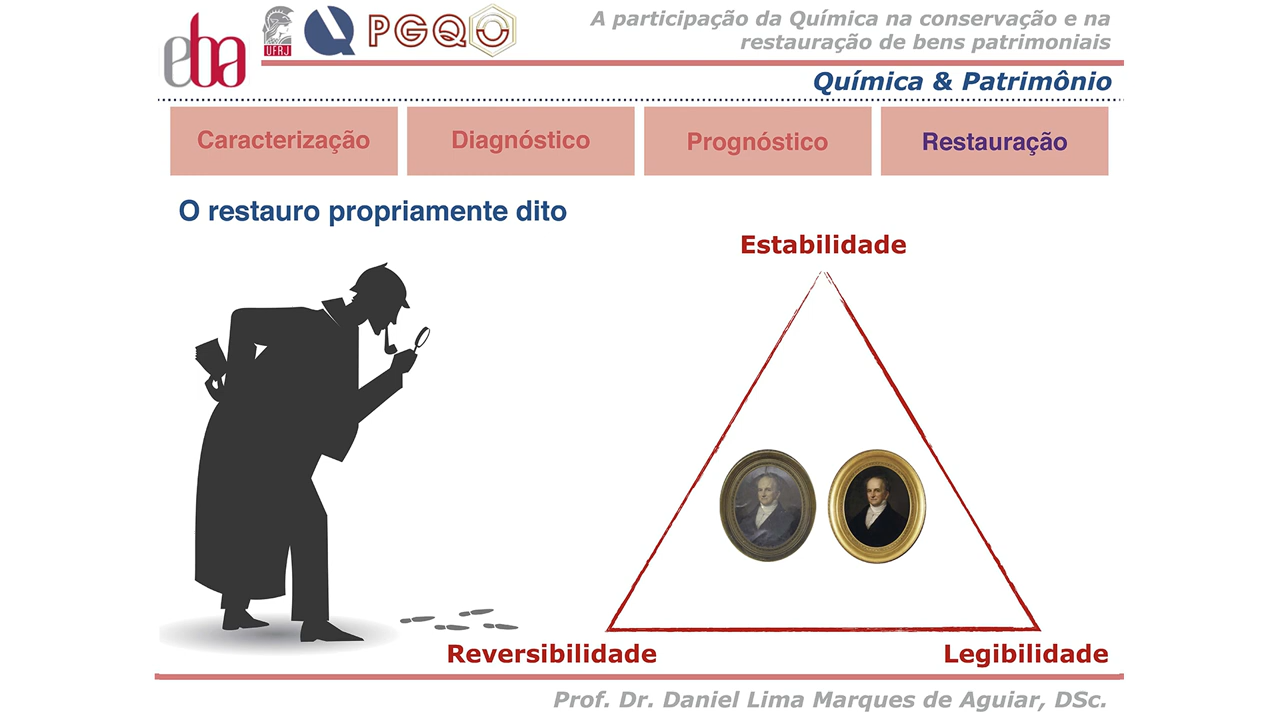 eba
UFRJ
PGQu
A participação da Química na conservação e na
restauração de bens patrimoniais
Química & Patrimônio
Caracterização
Diagnóstico
Prognóstico
Restauração
O restauro propriamente dito
Estabilidade
Reversibilidade
Legibilidade
Prof. Dr. Daniel Lima Marques de Aguiar, DSc.